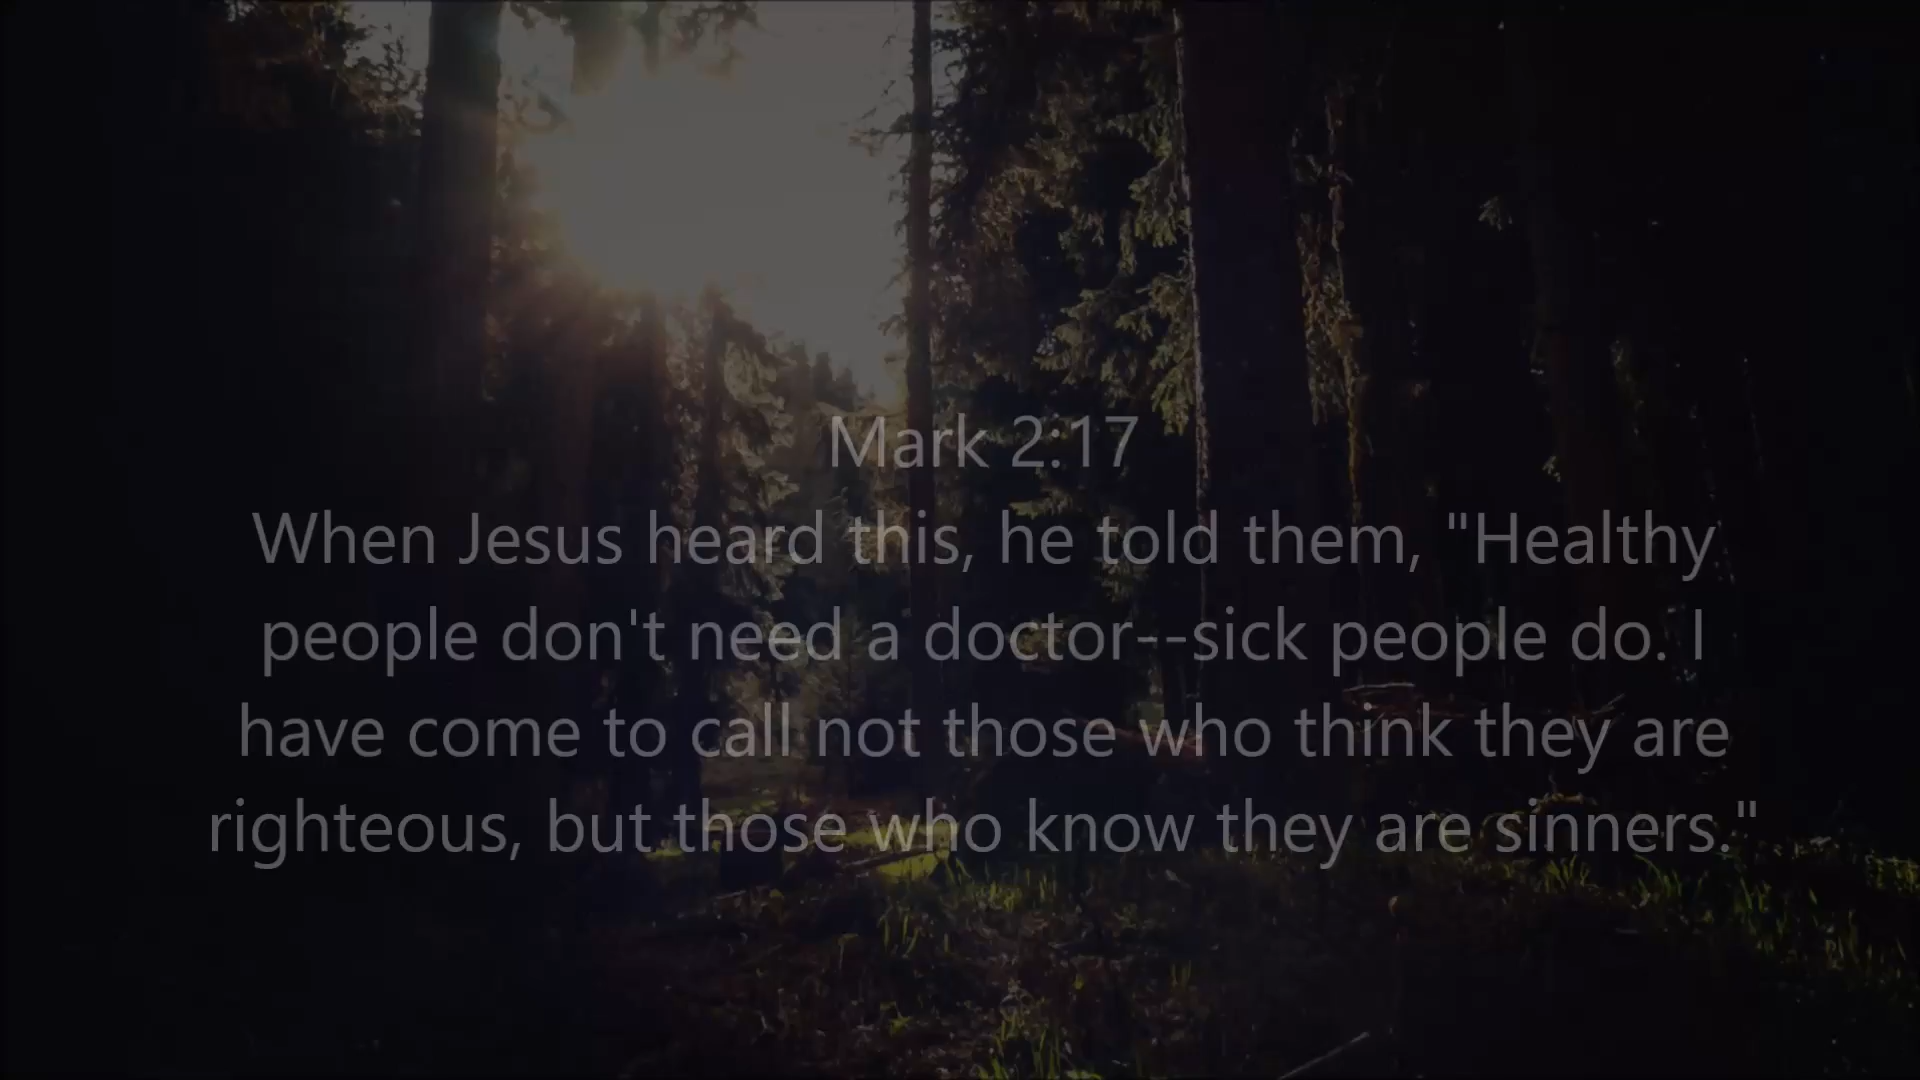 Mark 2:17
When Jesus heard this, he told them, "Healthy
people don't need a doctor--sick people do. I
have come to call not those who think they are
righteous, but those who know they are sinners."